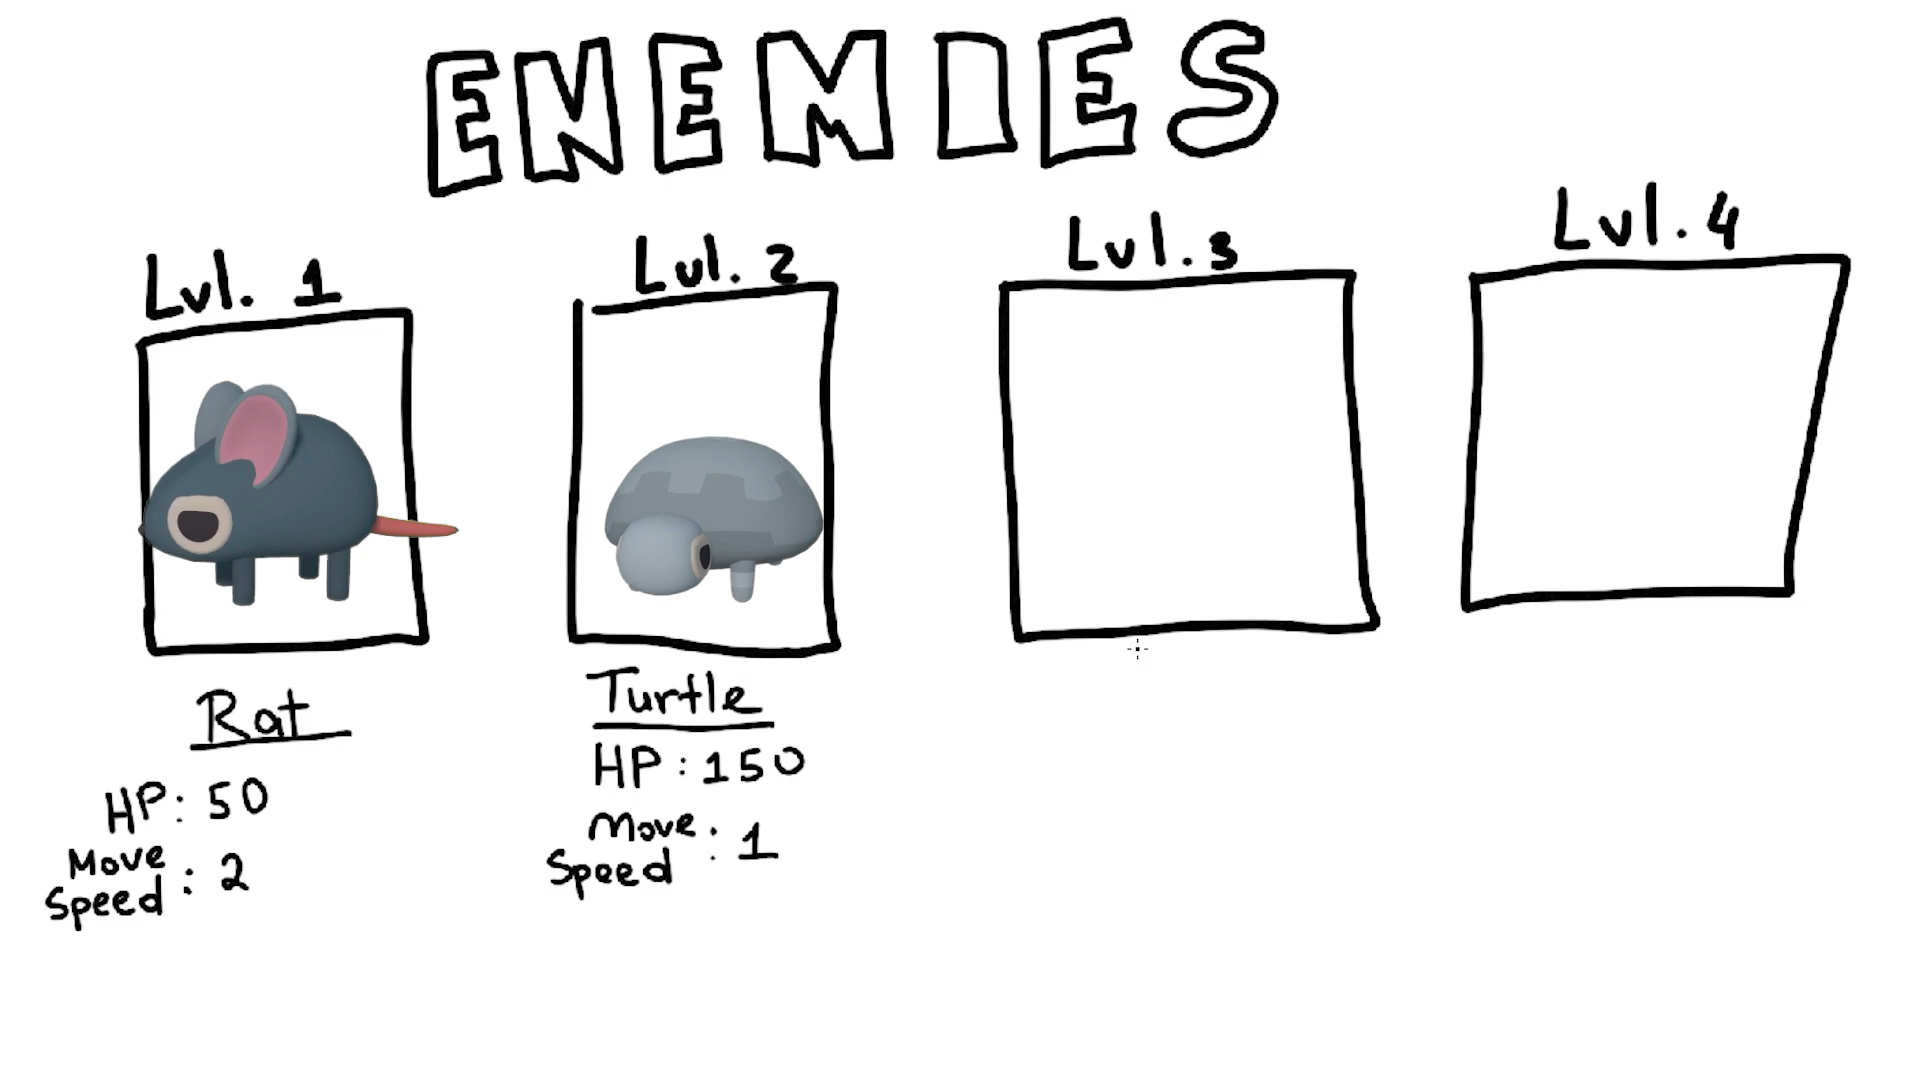 ENEMIES
Lvl. 1
Lvl. 2
Lvl. 3
Lvl. 4
Rat
HP: 50
Move
Speed : 2
Turtle
HP: 150
Move
Speed : 1